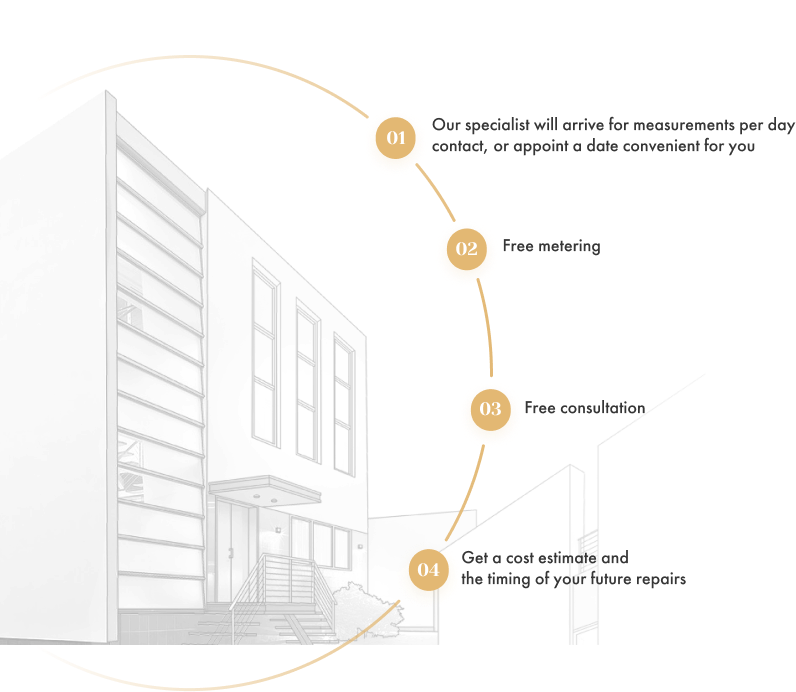 01
Our specialist will arrive for measurements per day
contact, or appoint a date convenient for you
02
Free metering
03
Free consultation
04
Get a cost estimate and
the timing of your future repairs